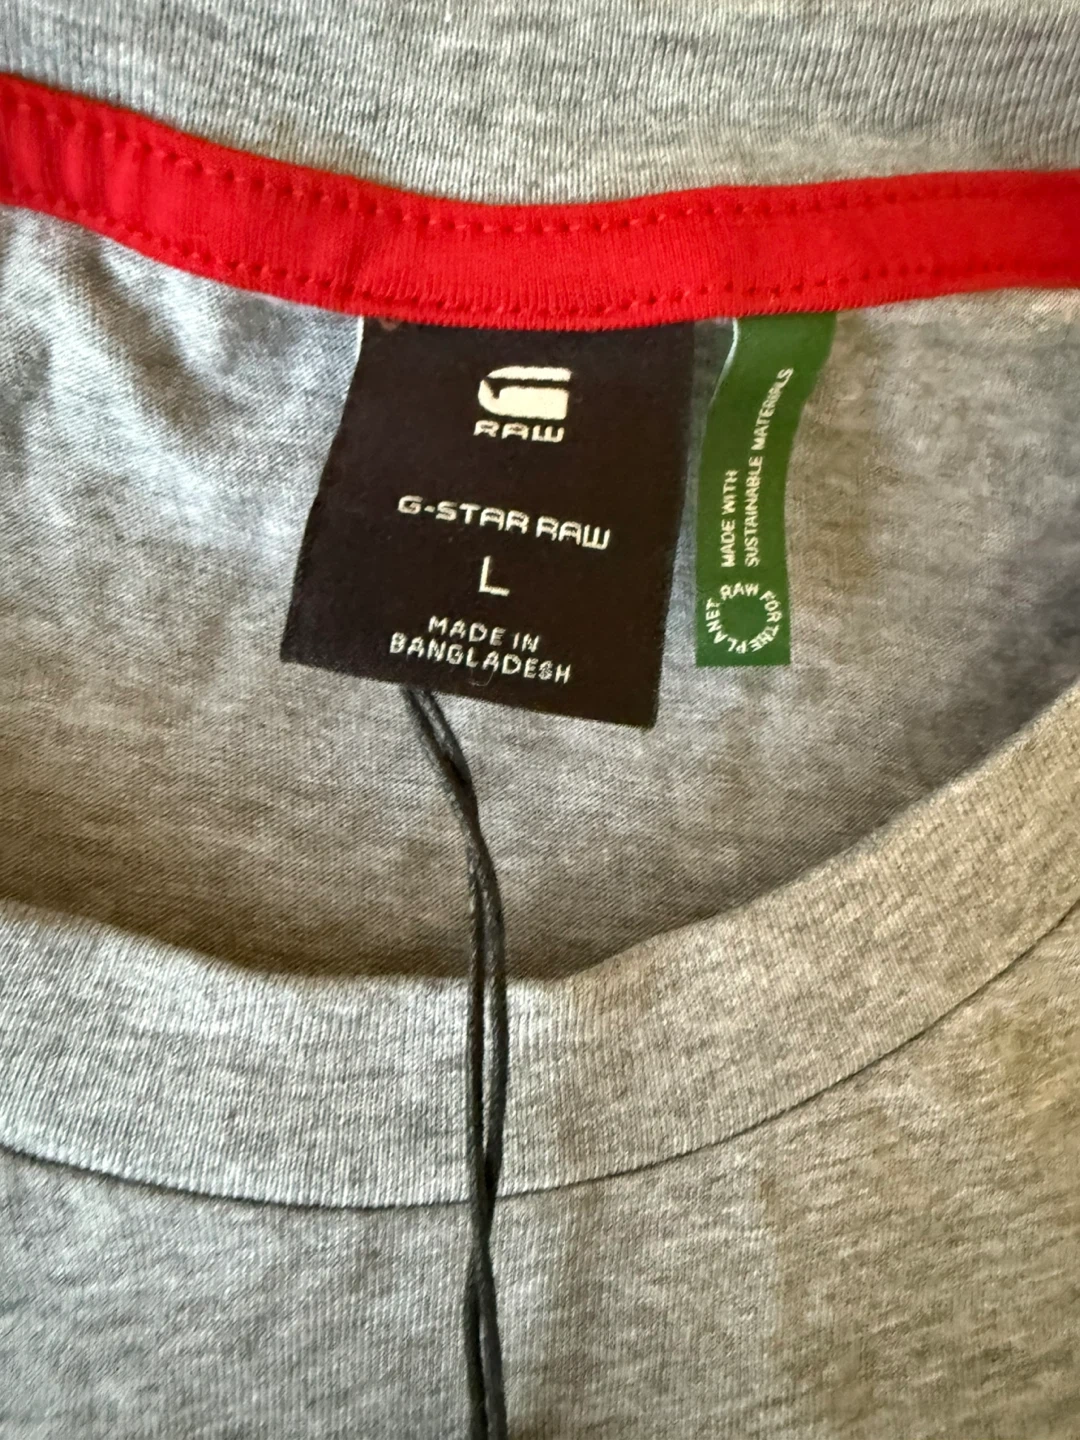 RAW
G-STAR RAW
L
MADE IN
BANGLADESH
MADE WITH
SUSTAINABLE MATERIALS
RAW FOR THE PLANET